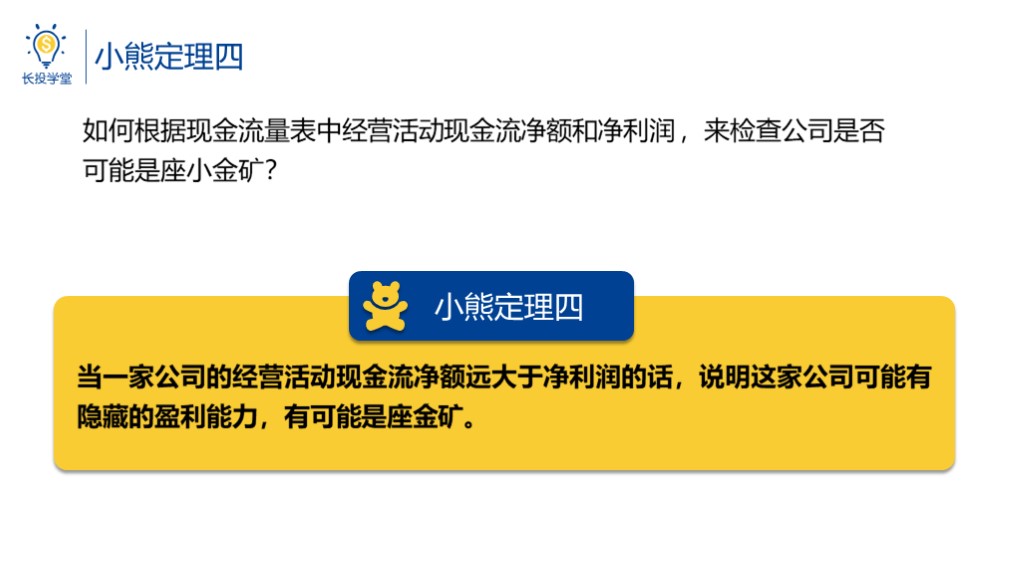 长投学堂
小熊定理四
如何根据现金流量表中经营活动现金流净额和净利润，来检查公司是否
可能是座小金矿？
小熊定理四
当一家公司的经营活动现金流净额远大于净利润的话，说明这家公司可能有
隐藏的盈利能力，有可能是座金矿。